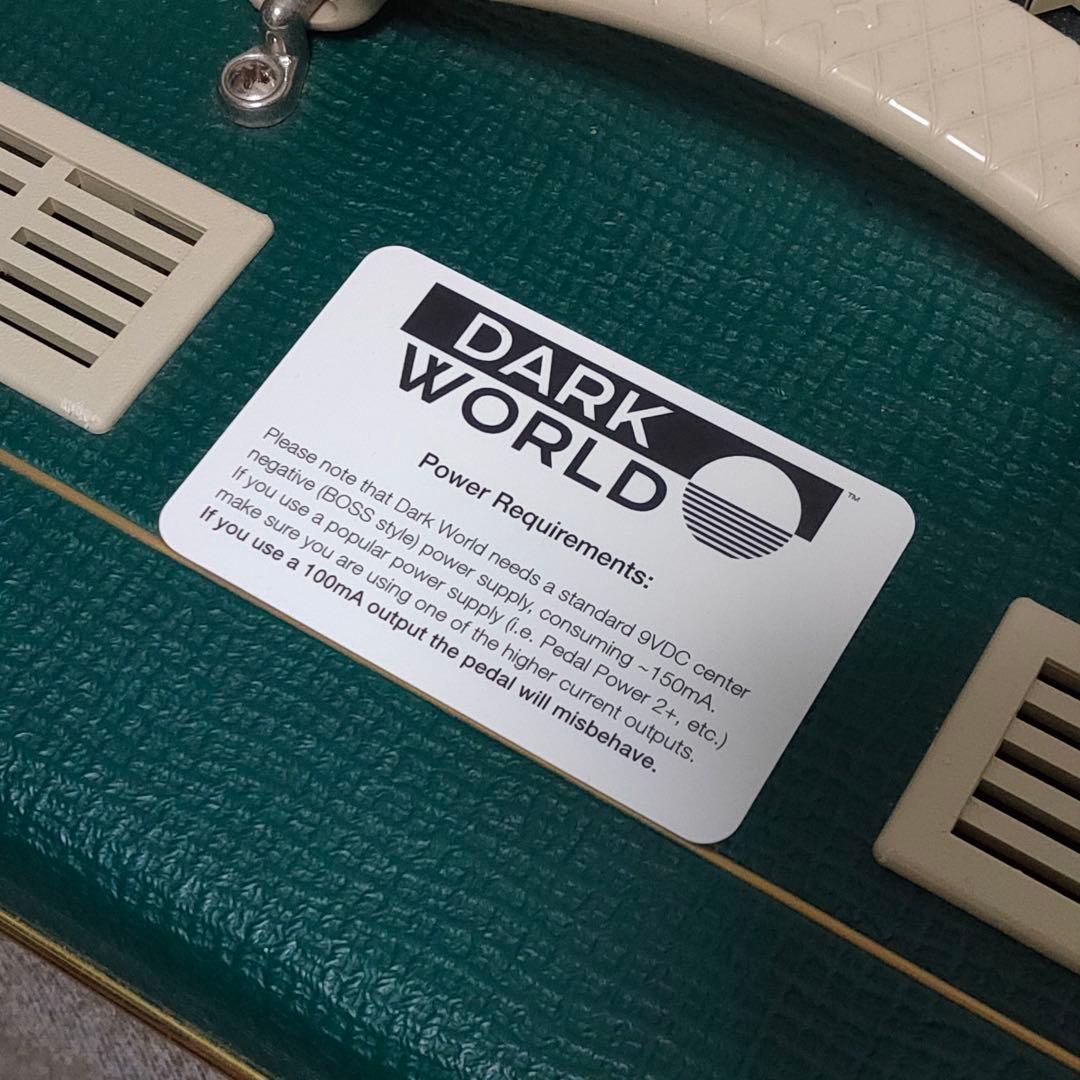 DARK
WORLD
™
Power Requirements:
Please note that Dark World needs a standard 9VDC center
negative (BOSS style) power supply, consuming ~150mA.
If you use a popular power supply (i.e. Pedal Power 2+, etc.)
make sure you are using one of the higher current outputs.
If you use a 100mA output the pedal will misbehave.